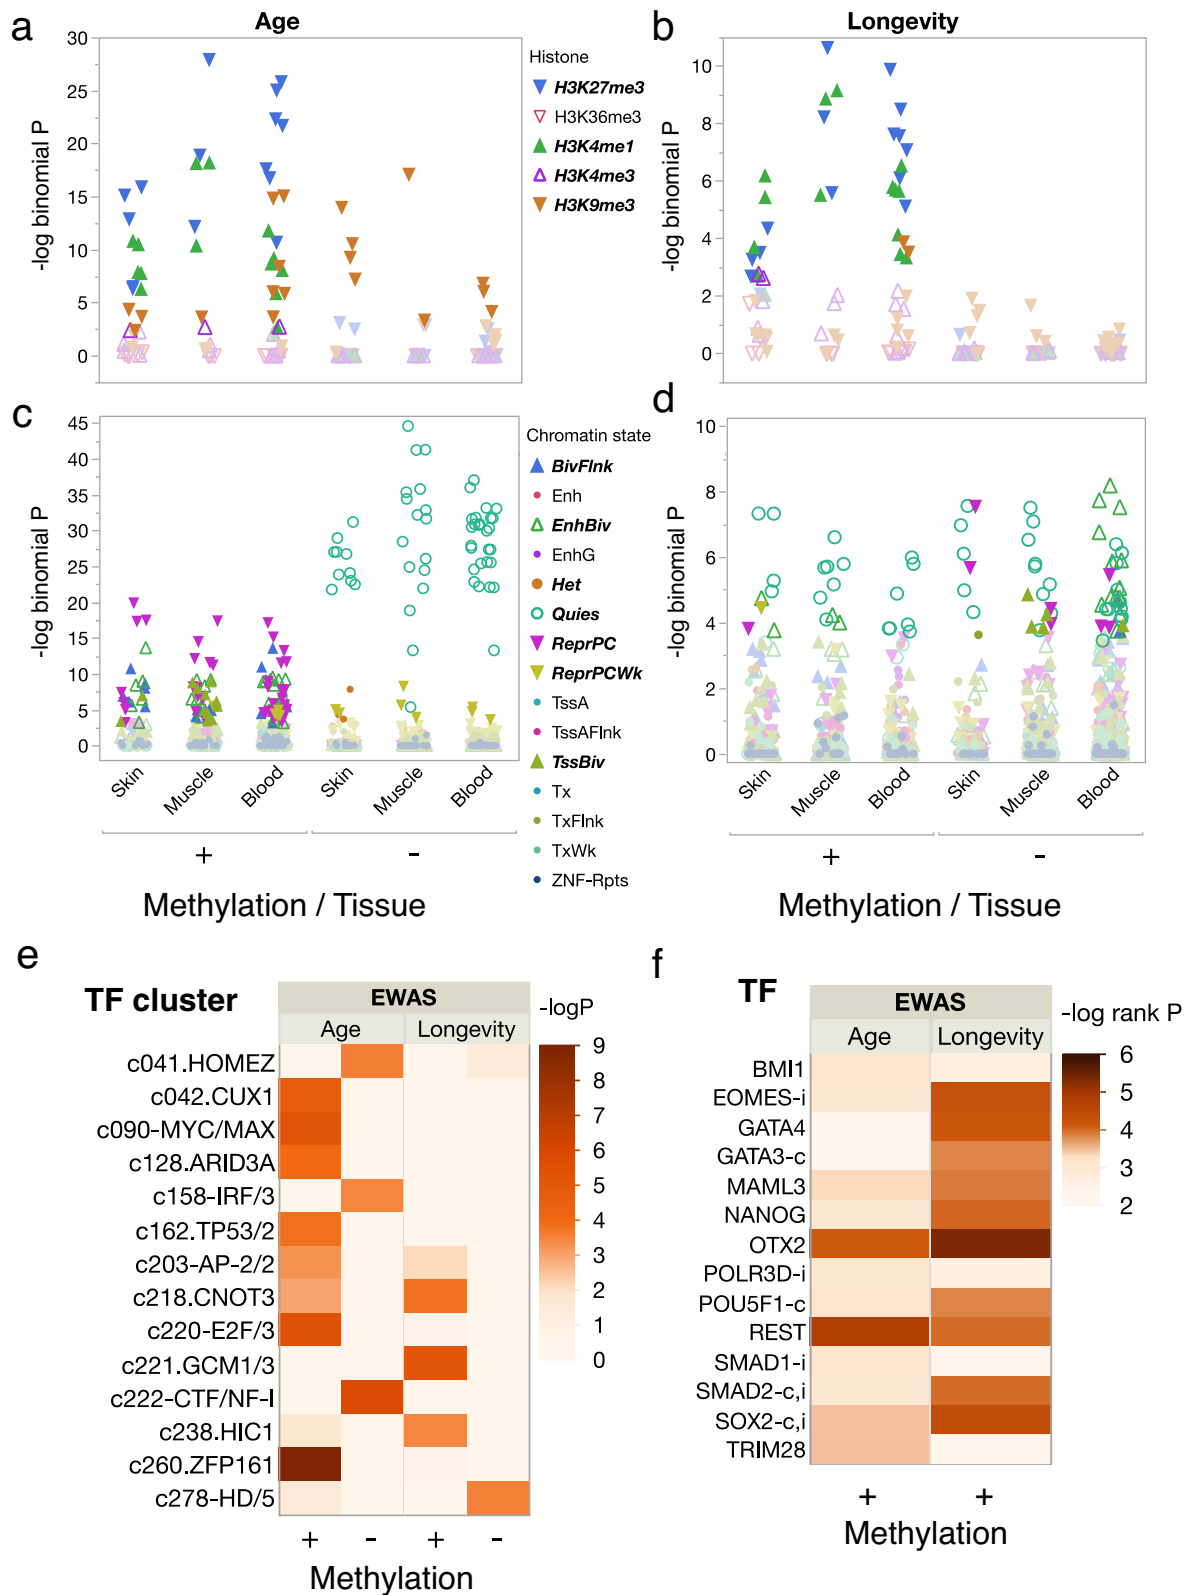 a
Age
30
25
20
15
10
5
0
-log binomial P
Histone
H3K27me3
H3K36me3
H3K4me1
H3K4me3
H3K9me3
b
Longevity
10
8
6
4
2
0
-log binomial P
c
45
40
35
30
25
20
15
10
5
0
-log binomial P
Skin
Muscle
Blood
Skin
Muscle
Blood
+
-
Methylation / Tissue
Chromatin state
BivFlnk
Enh
EnhBiv
EnhG
Het
Quies
ReprPC
ReprPCWk
TssA
TssAFlnk
TssBiv
Tx
TxFlnk
TxWk
ZNF-Rpts
d
10
8
6
4
2
0
-log binomial P
Skin
Muscle
Blood
Skin
Muscle
Blood
+
-
Methylation / Tissue
e
TF cluster
EWAS
Age
Longevity
c041.HOMEZ
c042.CUX1
c090-MYC/MAX
c128.ARID3A
c158-IRF/3
c162.TP53/2
c203-AP-2/2
c218.CNOT3
c220-E2F/3
c221.GCM1/3
c222-CTF/NF-I
c238.HIC1
c260.ZFP161
c278-HD/5
+
-
+
-
Methylation
-logP
9
8
7
6
5
4
3
2
1
0
f
TF
EWAS
Age
Longevity
BMI1
EOMES-i
GATA4
GATA3-c
MAML3
NANOG
OTX2
POLR3D-i
POU5F1-c
REST
SMAD1-i
SMAD2-c,i
SOX2-c,i
TRIM28
+
+
Methylation
-log rank P
6
5
4
3
2